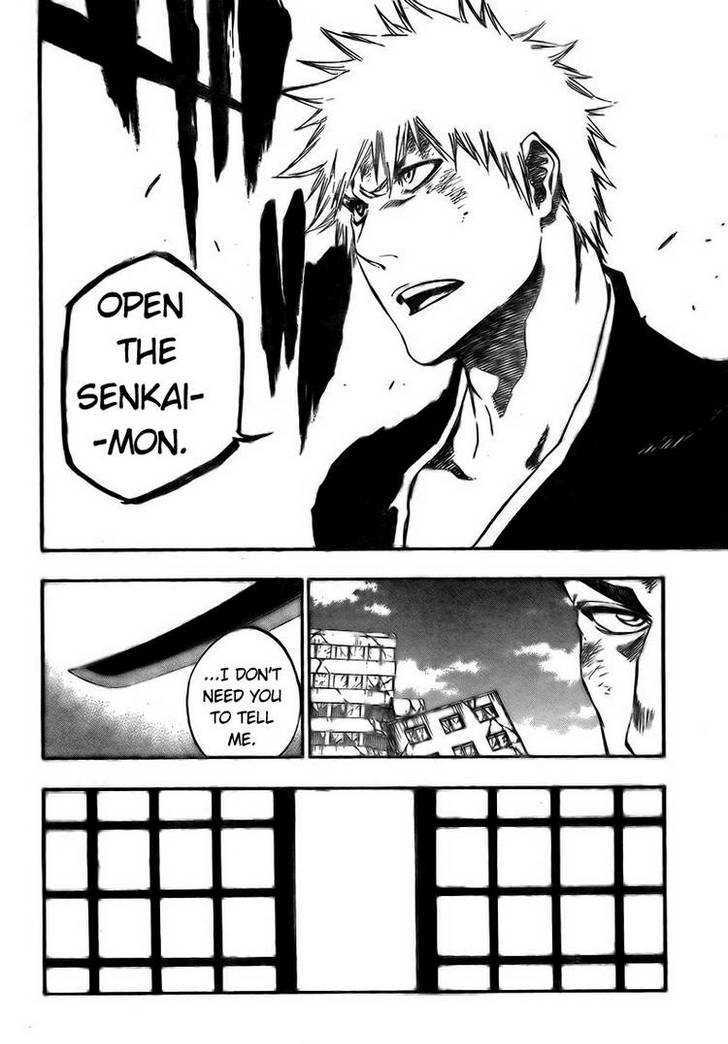 OPEN
THE
SENKAI-
-MON.
...I DON'T
NEED YOU
TO TELL
ME.